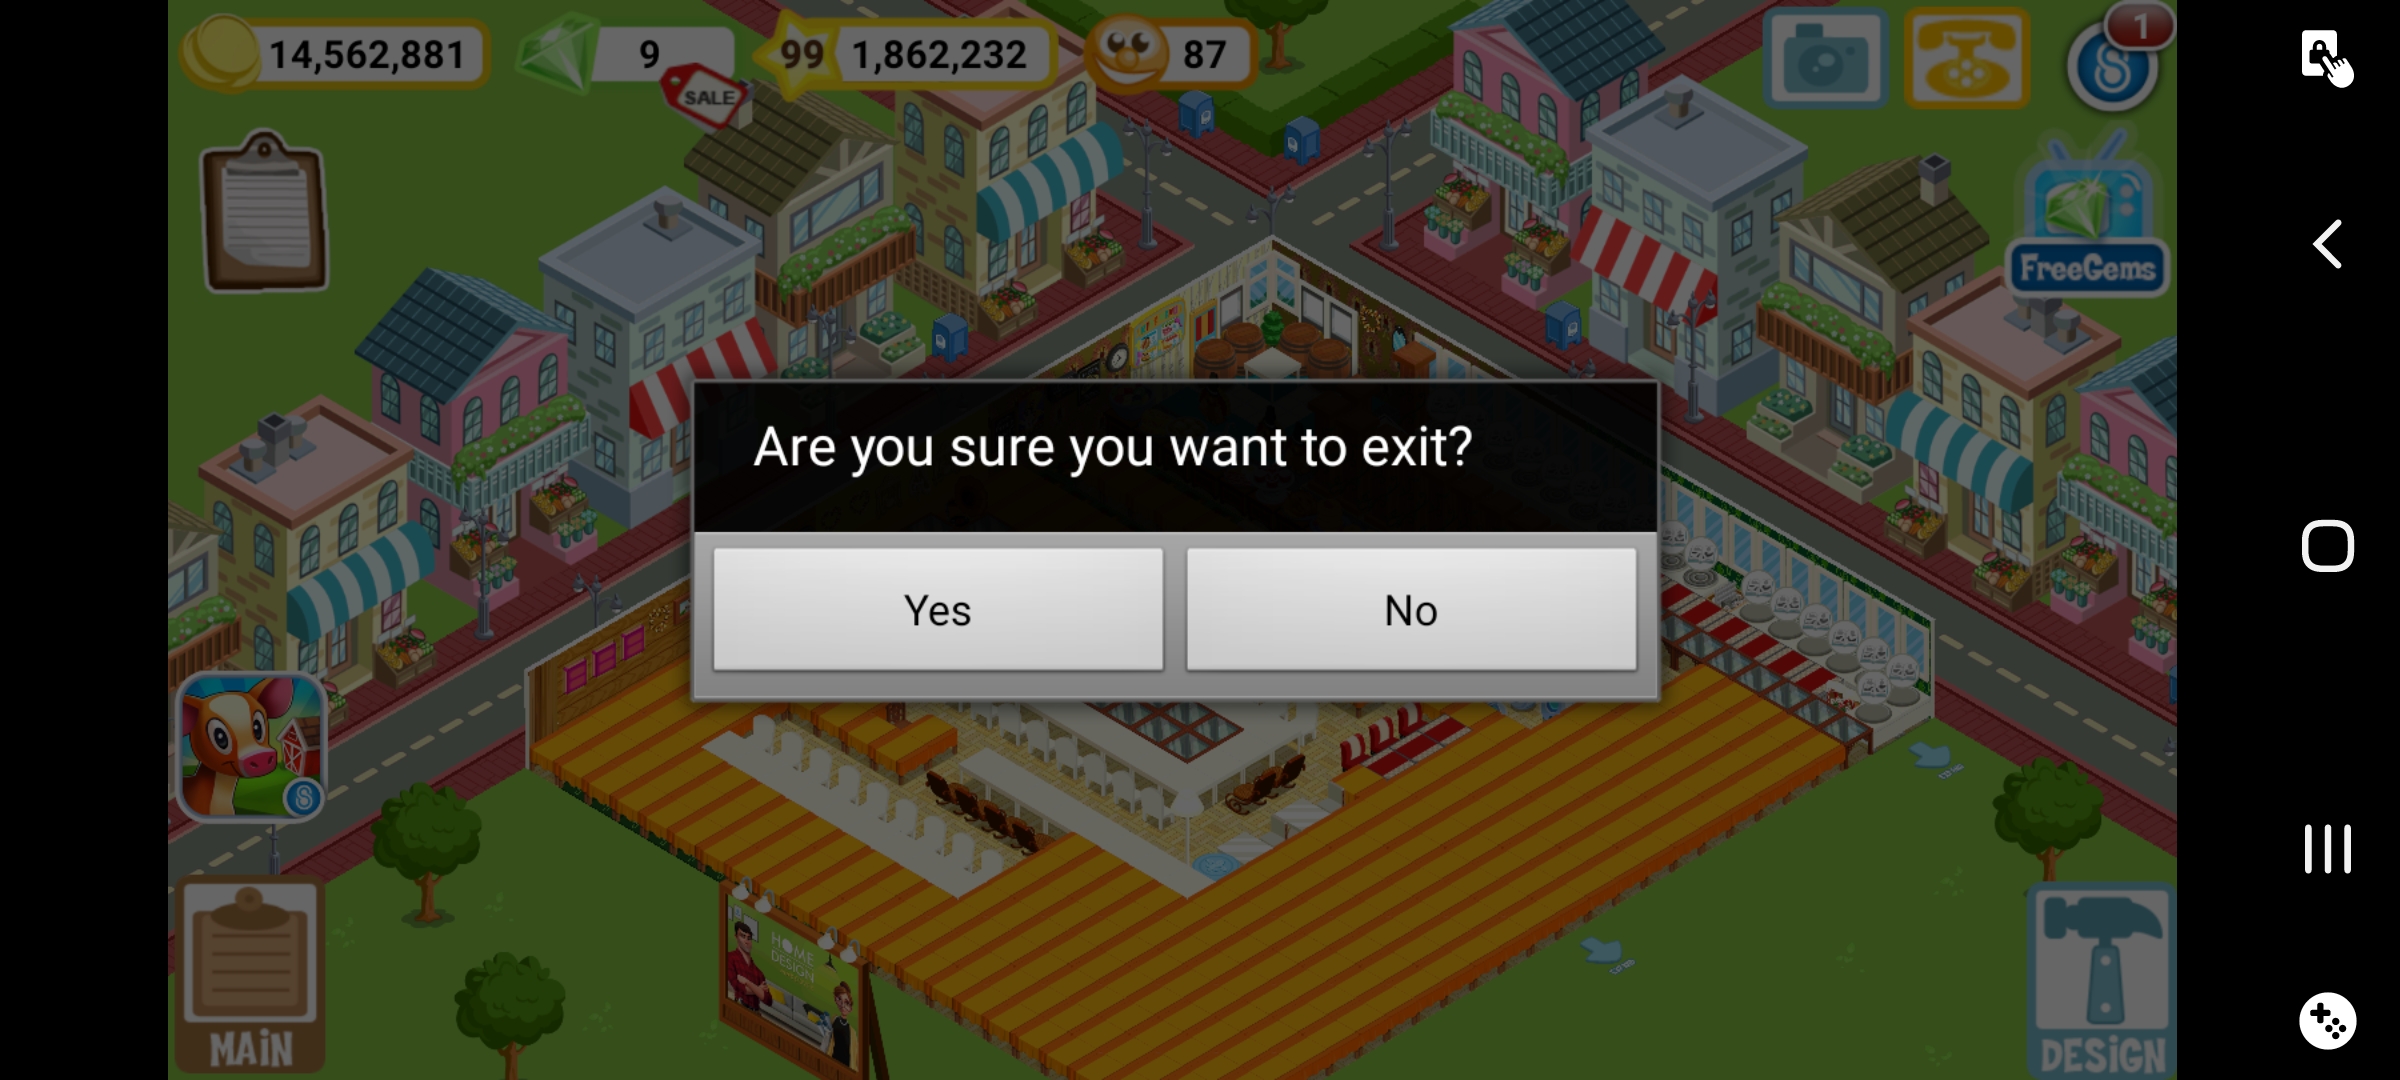 14,562,881
9
SALE
99
1,862,232
87
1
FreeGems
Are you sure you want to exit?
Yes
No
HOME
DESIGN
MAIN
DESIGN